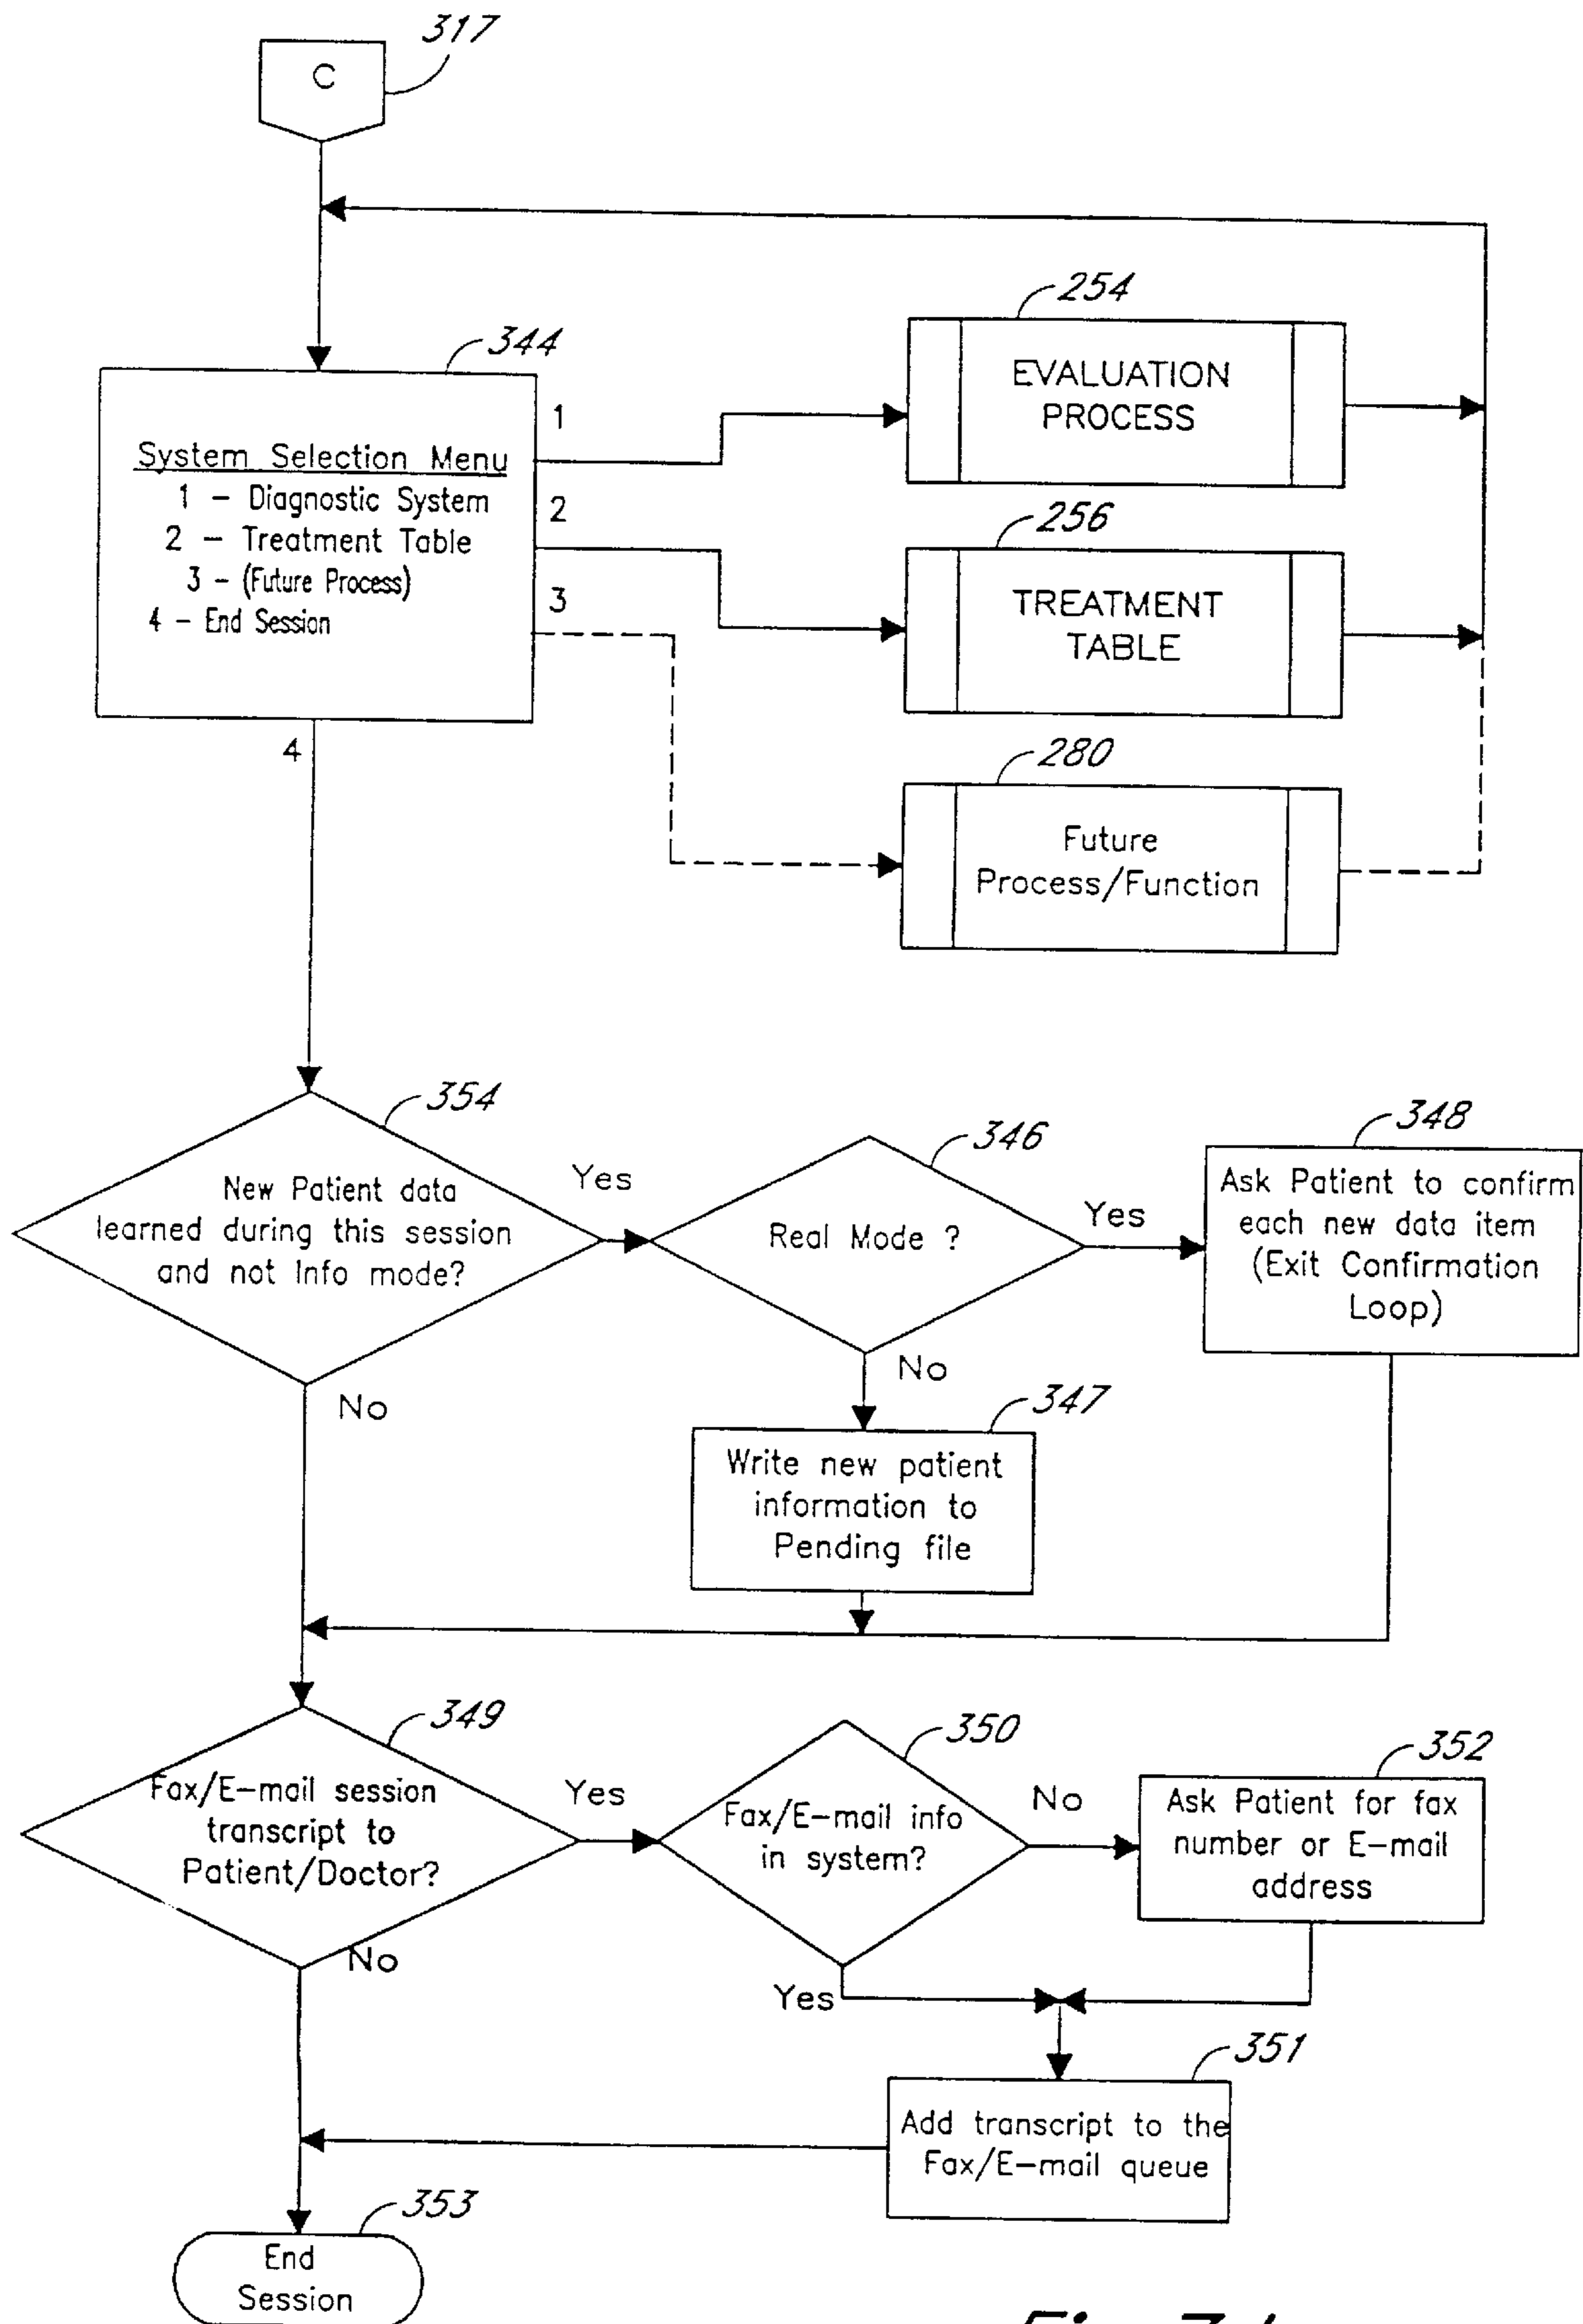 317
C
254
344
EVALUATION
PROCESS
1
System Selection Menu
1 – Diagnostic System
2 – Treatment Table
3 – (Future Process)
4 – End Session
2
256
3
TREATMENT
TABLE
4
280
Future
Process/Function
354
New Patient data
learned during this session
and not Info mode?
Yes
346
Real Mode ?
Yes
348
Ask Patient to confirm
each new data item
(Exit Confirmation
Loop)
No
No
347
Write new patient
information to
Pending file
349
Fax/E–mail session
transcript to
Patient/Doctor?
Yes
350
Fax/E–mail info
in system?
No
352
Ask Patient for fax
number or E–mail
address
No
Yes
351
Add transcript to the
Fax/E–mail queue
353
End
Session